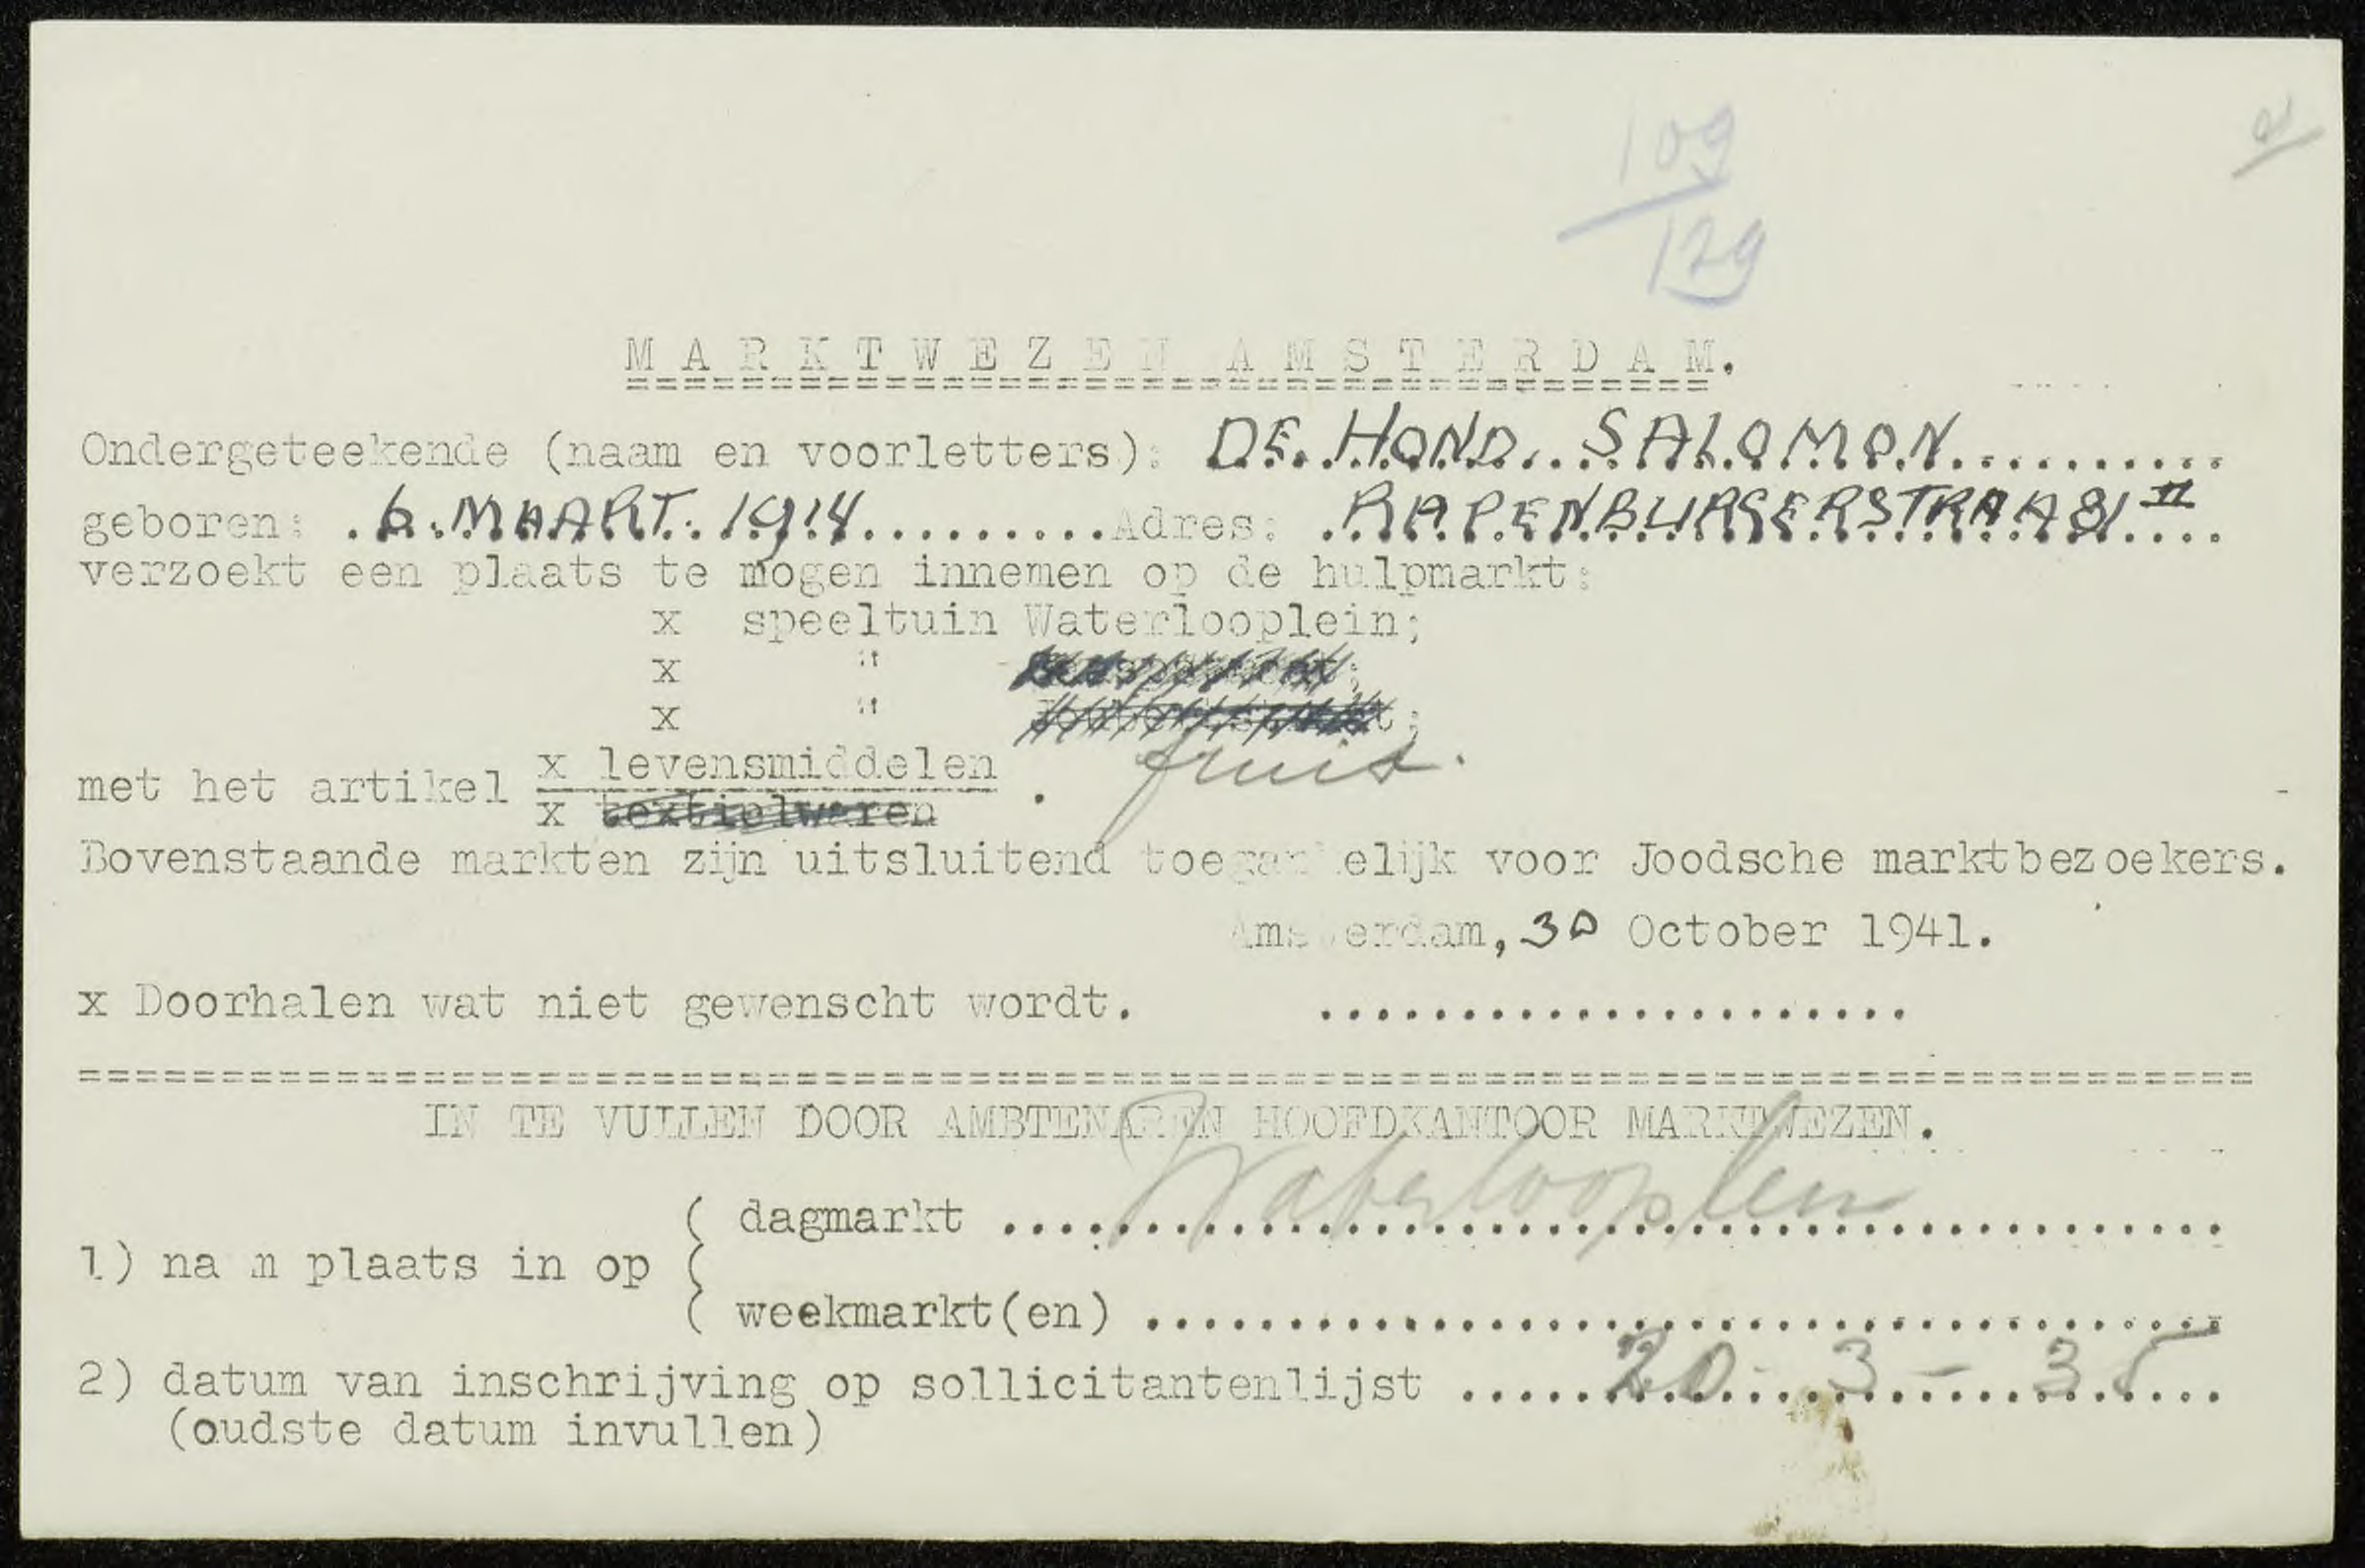 109
129
MARKTWEZEN AMSTERDAM.
Ondergeteekende (naam en voorletters): DE HOND SALOMON
geboren: 6 MAART 1914 Adres: RAPENBURGERSTRAA 81 II
verzoekt een plaats te mogen innemen op de hulpmarkt:
x speeltuin Waterlooplein;
x "
x "
met het artikel x levensmiddelen . fruit.
x textielwaren
Bovenstaande markten zijn uitsluitend toegankelijk voor Joodsche marktbezoekers.
Amsterdam, 30 October 1941.
x Doorhalen wat niet gewenscht wordt. ....................
IN TE VULLEN DOOR AMBTENAREN HOOFDKANTOOR MARKTWEZEN.
1) nam plaats in op ( dagmarkt .... Waterlooplein
( weekmarkt(en) ....................
2) datum van inschrijving op sollicitantenlijst ..... 20-3-35
(oudste datum invullen)